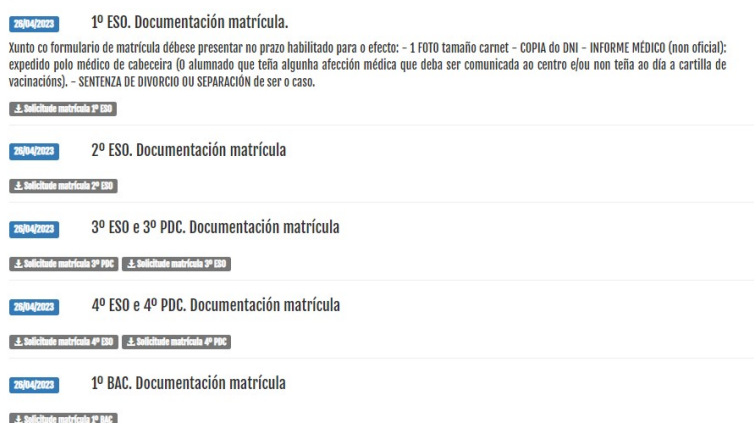 26/04/2023 1º ESO. Documentación matrícula.
Xunto co formulario de matrícula débese presentar no prazo habilitado para o efecto: - 1 FOTO tamaño carnet - COPIA do DNI - INFORME MÉDICO (non oficial):
expedido polo médico de cabeceira (O alumnado que teña algunha afección médica que deba ser comunicada ao centro e/ou non teña ao día a cartilla de
vacinacións). - SENTENZA DE DIVORCIO OU SEPARACIÓN de ser o caso.
Solicitude matrícula 1º ESO
26/04/2023 2º ESO. Documentación matrícula
Solicitude matrícula 2º ESO
26/04/2023 3º ESO e 3º PDC. Documentación matrícula
Solicitude matrícula 3º PDC Solicitude matrícula 3º ESO
26/04/2023 4º ESO e 4º PDC. Documentación matrícula
Solicitude matrícula 4º ESO Solicitude matrícula 4º PDC
26/04/2023 1º BAC. Documentación matrícula
Solicitude matrícula 1º BAC